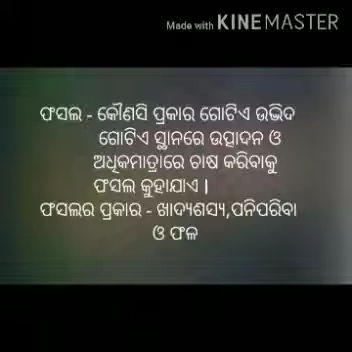 Made with KINEMASTER
ଫସଲ - କୌଣସି ପ୍ରକାର ଗୋଟିଏ ଉଦ୍ଭିଦ
ଗୋଟିଏ ସ୍ଥାନରେ ଉତ୍ପାଦନ ଓ
ଅଧିକମାତ୍ରାରେ ଚାଷ କରିବାକୁ
ଫସଲ କୁହାଯାଏ |
ଫସଲର ପ୍ରକାର - ଖାଦ୍ୟଶସ୍ୟ,ପନିପରିବା
ଓ ଫଳ